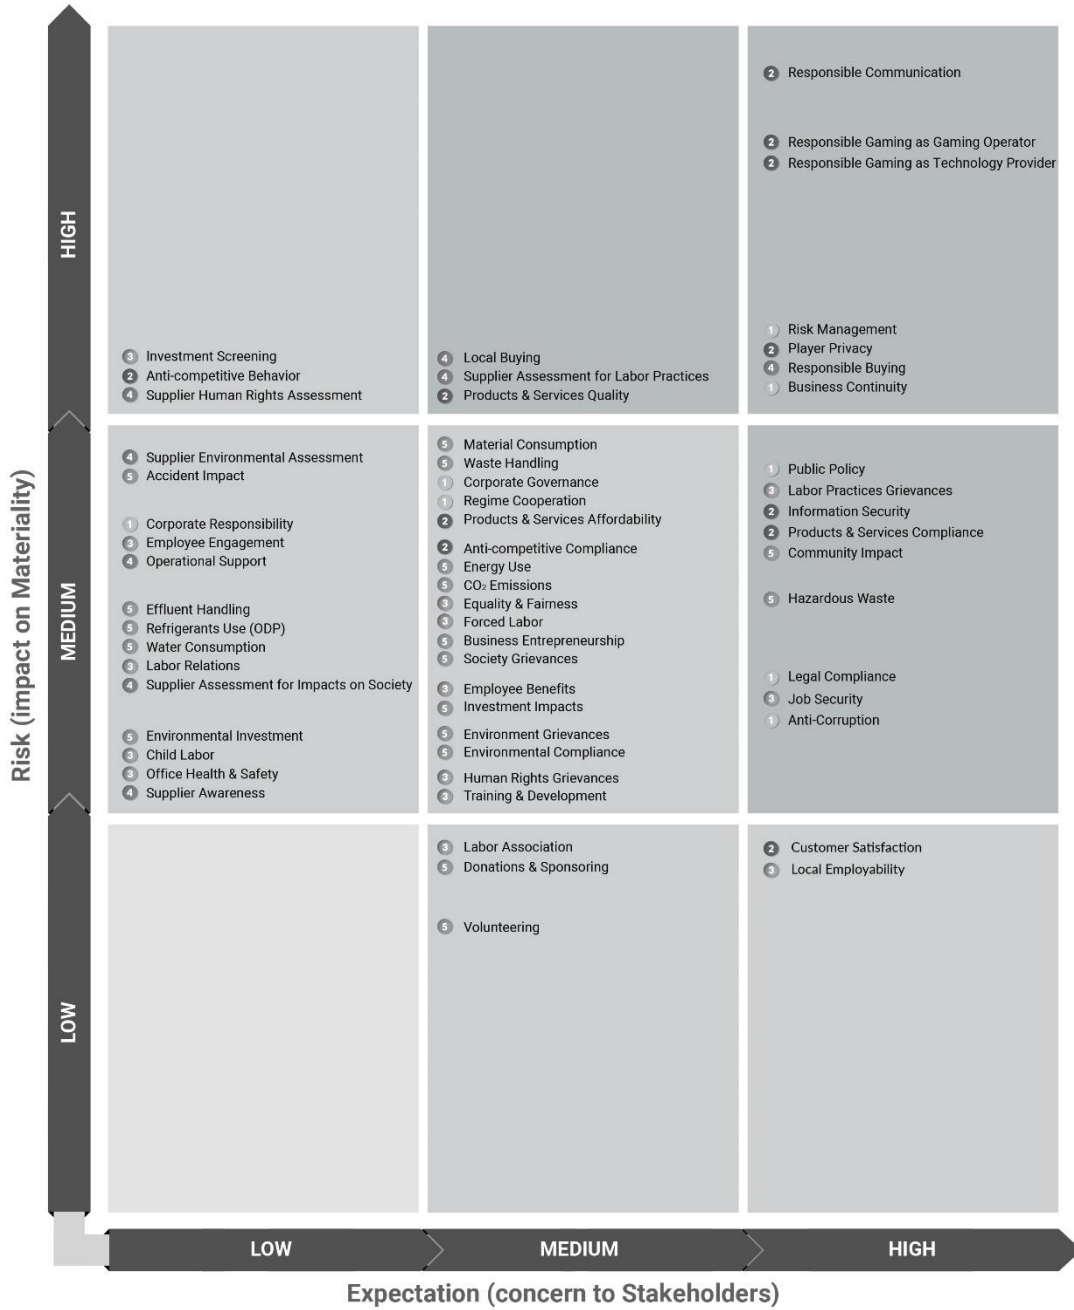 HIGH
2 Responsible Communication
2 Responsible Gaming as Gaming Operator
2 Responsible Gaming as Technology Provider
3 Investment Screening
2 Anti-competitive Behavior
4 Supplier Human Rights Assessment
4 Local Buying
4 Supplier Assessment for Labor Practices
2 Products & Services Quality
1 Risk Management
2 Player Privacy
4 Responsible Buying
1 Business Continuity
Risk (impact on Materiality)
MEDIUM
4 Supplier Environmental Assessment
5 Accident Impact
1 Corporate Responsibility
3 Employee Engagement
4 Operational Support
5 Effluent Handling
5 Refrigerants Use (ODP)
5 Water Consumption
3 Labor Relations
4 Supplier Assessment for Impacts on Society
5 Environmental Investment
3 Child Labor
3 Office Health & Safety
4 Supplier Awareness
5 Material Consumption
5 Waste Handling
1 Corporate Governance
1 Regime Cooperation
2 Products & Services Affordability
2 Anti-competitive Compliance
5 Energy Use
5 CO₂ Emissions
3 Equality & Fairness
3 Forced Labor
5 Business Entrepreneurship
5 Society Grievances
3 Employee Benefits
5 Investment Impacts
5 Environment Grievances
5 Environmental Compliance
3 Human Rights Grievances
3 Training & Development
1 Public Policy
3 Labor Practices Grievances
2 Information Security
2 Products & Services Compliance
5 Community Impact
5 Hazardous Waste
1 Legal Compliance
3 Job Security
1 Anti-Corruption
LOW
3 Labor Association
5 Donations & Sponsoring
5 Volunteering
2 Customer Satisfaction
3 Local Employability
LOW
MEDIUM
HIGH
Expectation (concern to Stakeholders)